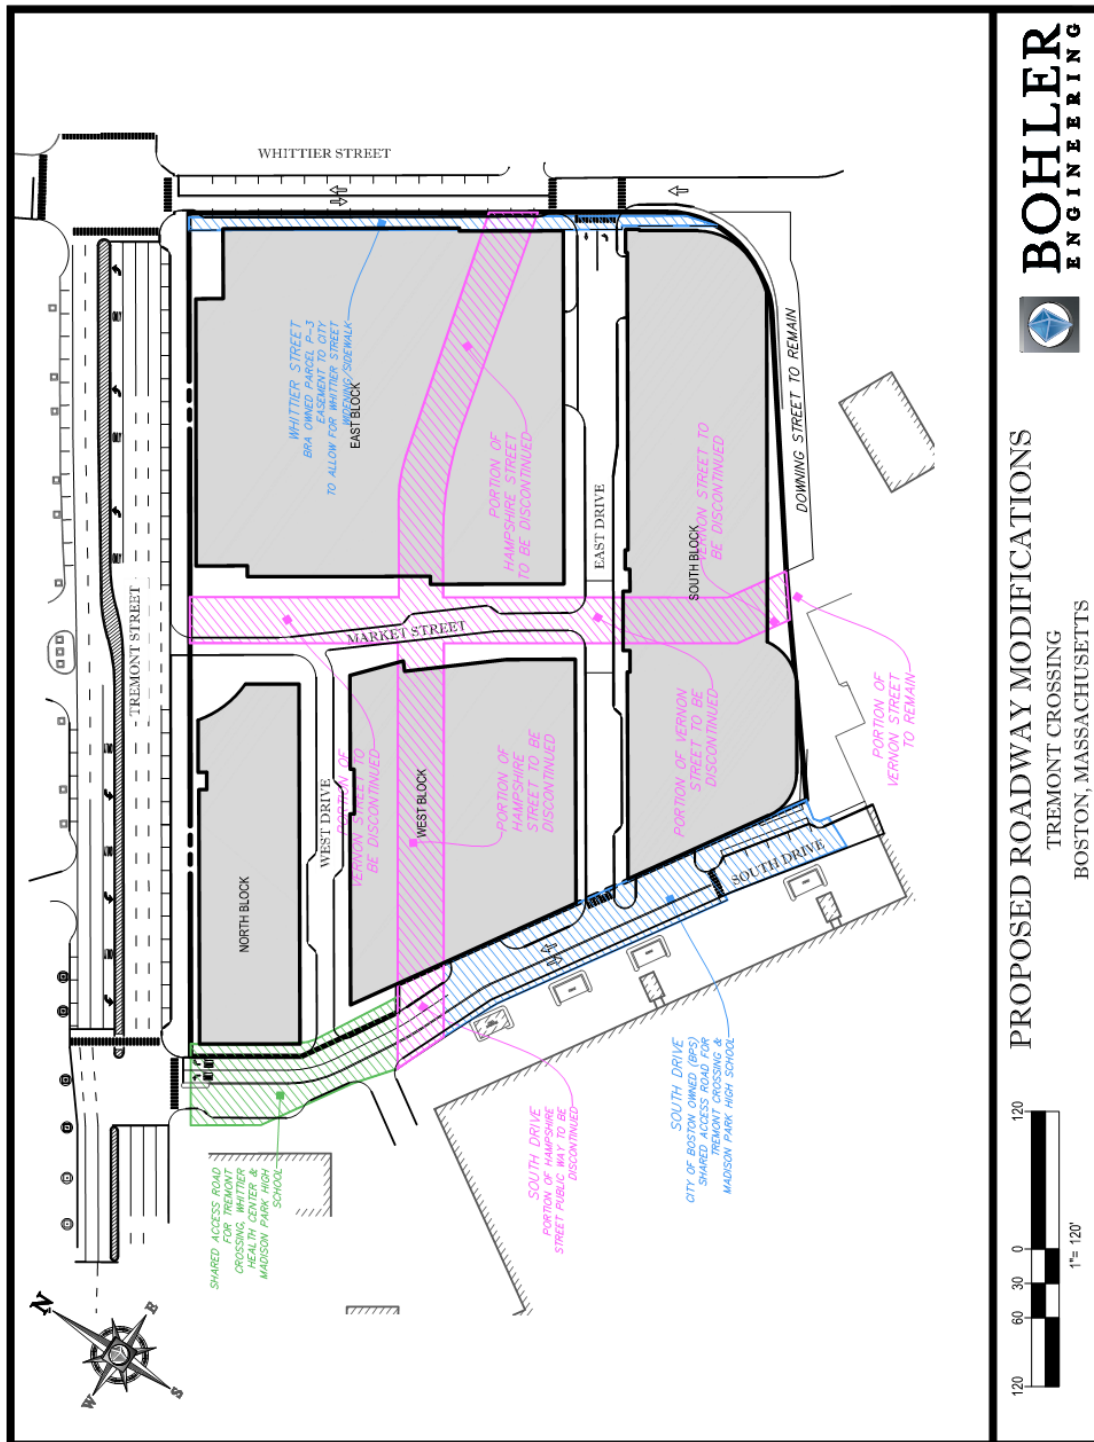 WHITTIER STREET
TREMONT STREET
WHITTIER STREET
BRA OWNED PARCEL P-3
EASEMENT TO CITY
TO ALLOW FOR WHITTIER STREET
WIDENING/SIDEWALK
EAST BLOCK
PORTION OF
HAMPSHIRE STREET
TO BE DISCONTINUED
EAST DRIVE
SOUTH BLOCK
VERNON STREET TO
BE DISCONTINUED
DOWNING STREET TO REMAIN
MARKET STREET
PORTION OF
VERNON STREET TO
BE DISCONTINUED
WEST DRIVE
WEST BLOCK
PORTION OF
HAMPSHIRE
STREET TO BE
DISCONTINUED
PORTION OF VERNON
STREET TO BE
DISCONTINUED
PORTION OF
VERNON STREET
TO REMAIN
NORTH BLOCK
SOUTH DRIVE
SHARED ACCESS ROAD
FOR TREMONT
CROSSING, WHITTIER
HEALTH CENTER &
MADISON PARK HIGH
SCHOOL
SOUTH DRIVE
PORTION OF HAMPSHIRE
STREET PUBLIC WAY TO BE
DISCONTINUED
SOUTH DRIVE
CITY OF BOSTON OWNED (BPS)
SHARED ACCESS ROAD FOR
TREMONT CROSSING &
MADISON PARK HIGH SCHOOL
N
E
S
W
BOHLER
ENGINEERING
PROPOSED ROADWAY MODIFICATIONS
TREMONT CROSSING
BOSTON, MASSACHUSETTS
120 60 30 0 120
1"= 120'